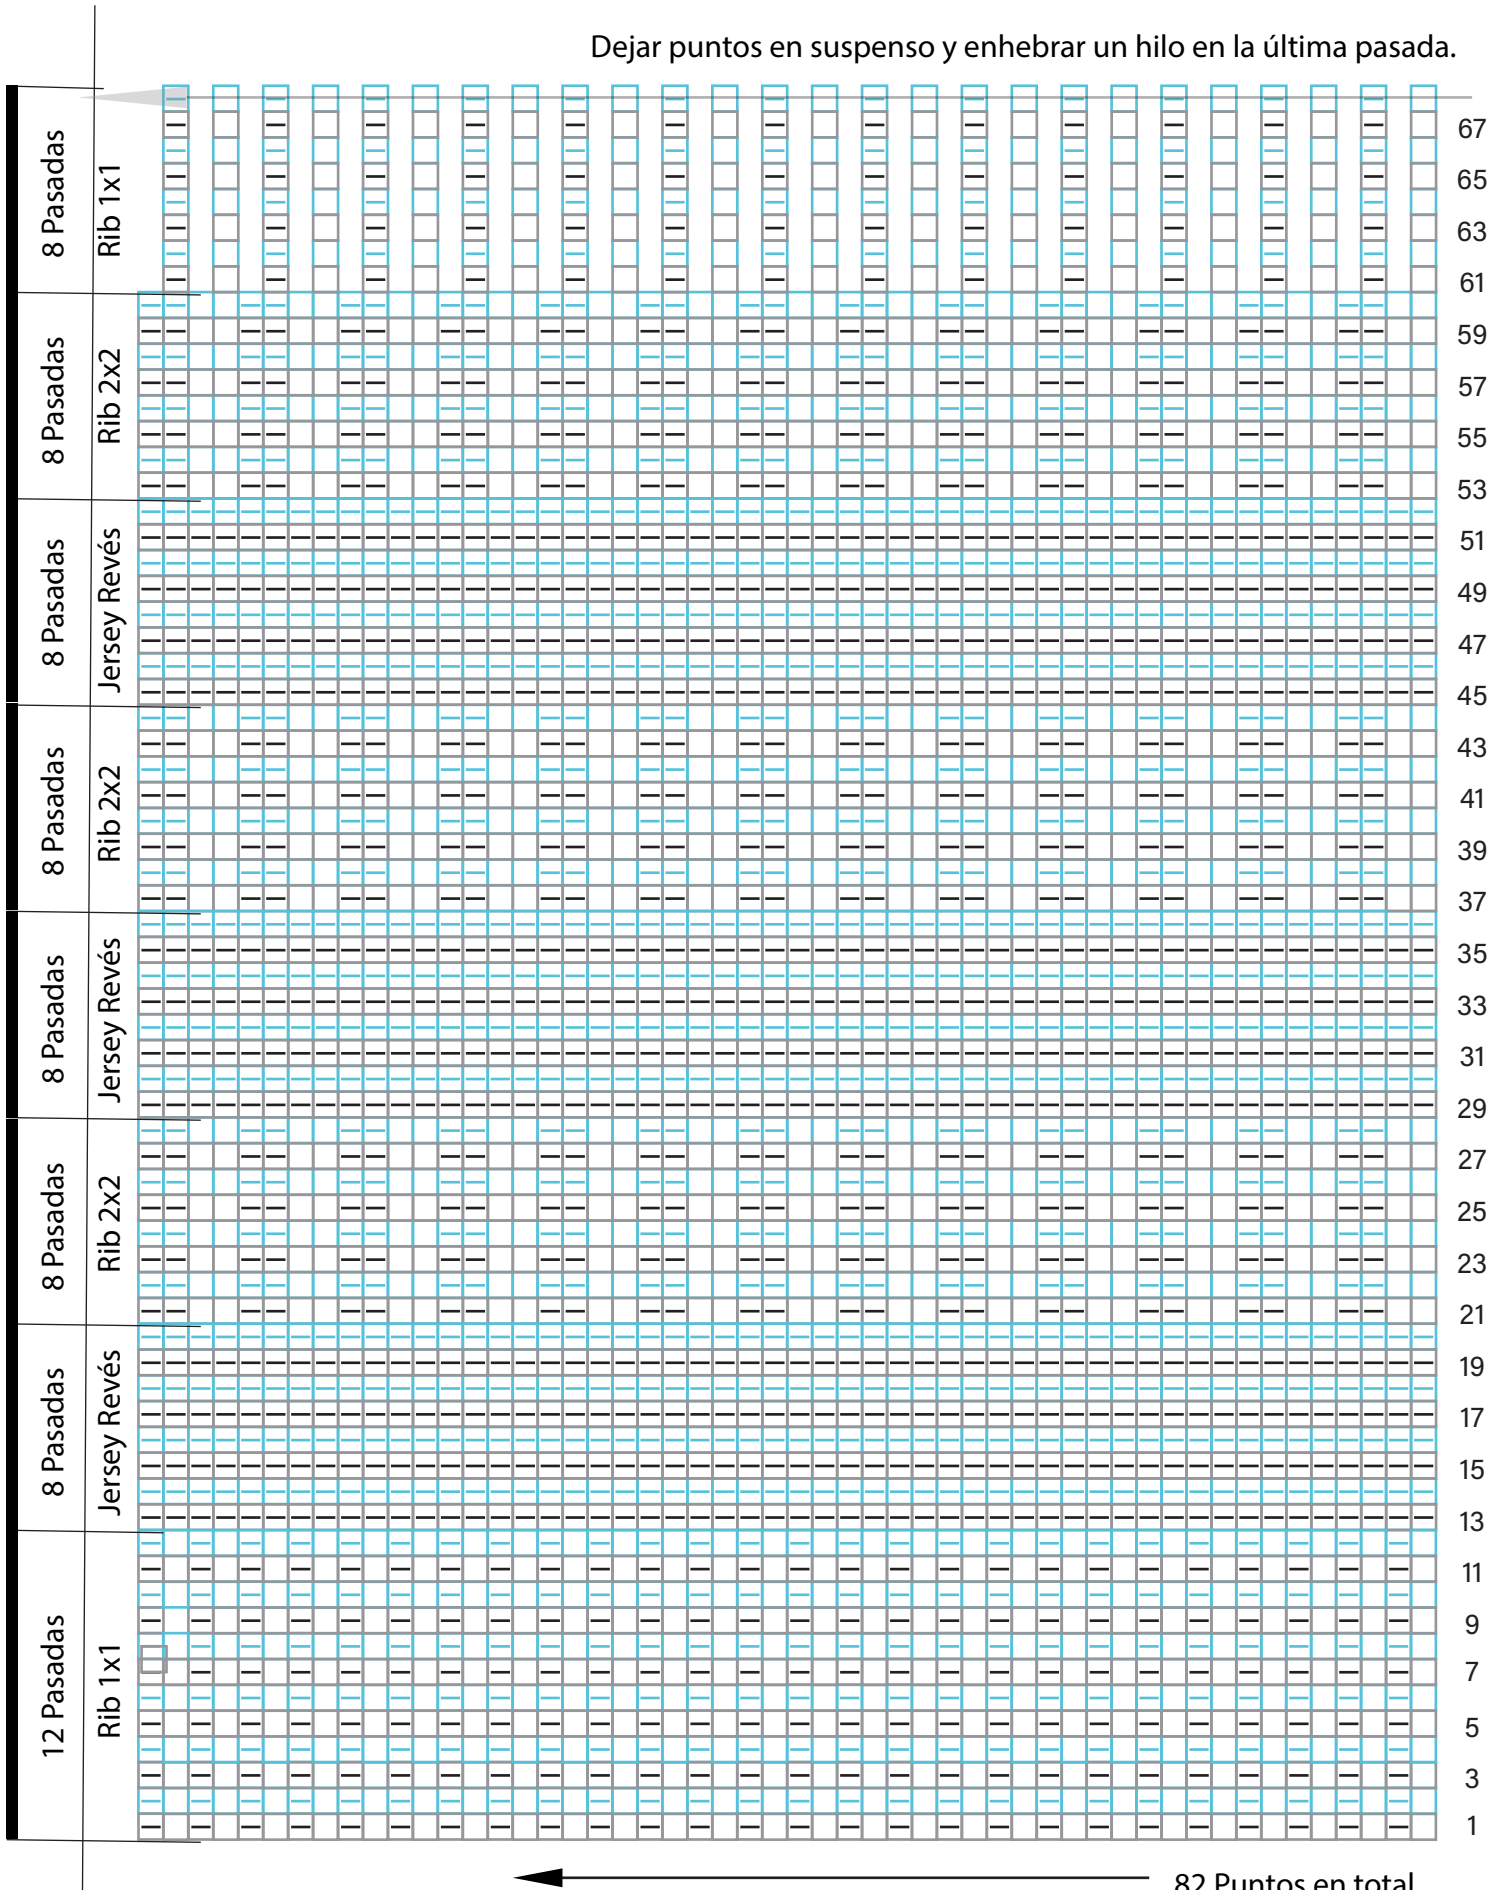 Dejar puntos en suspenso y enhebrar un hilo en la última pasada.
8 Pasadas
Rib 1x1
67
65
63
61
8 Pasadas
Rib 2x2
59
57
55
53
8 Pasadas
Jersey Revés
51
49
47
45
8 Pasadas
Rib 2x2
43
41
39
37
8 Pasadas
Jersey Revés
35
33
31
29
8 Pasadas
Rib 2x2
27
25
23
21
8 Pasadas
Jersey Revés
19
17
15
13
12 Pasadas
Rib 1x1
11
9
7
5
3
1
82 Puntos en total